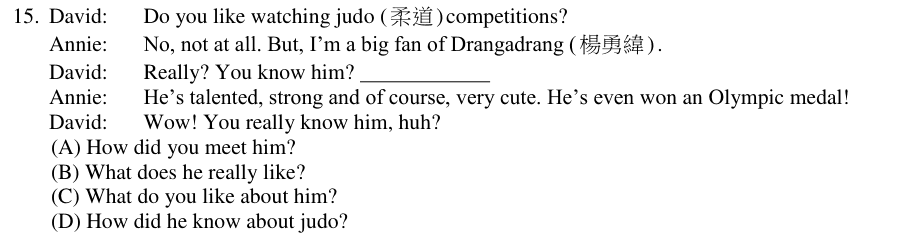 15. David: Do you like watching judo (柔道)competitions?
Annie: No, not at all. But, I'm a big fan of Drangadrang (楊勇緯).
David: Really? You know him? ____________
Annie: He's talented, strong and of course, very cute. He's even won an Olympic medal!
David: Wow! You really know him, huh?
(A) How did you meet him?
(B) What does he really like?
(C) What do you like about him?
(D) How did he know about judo?